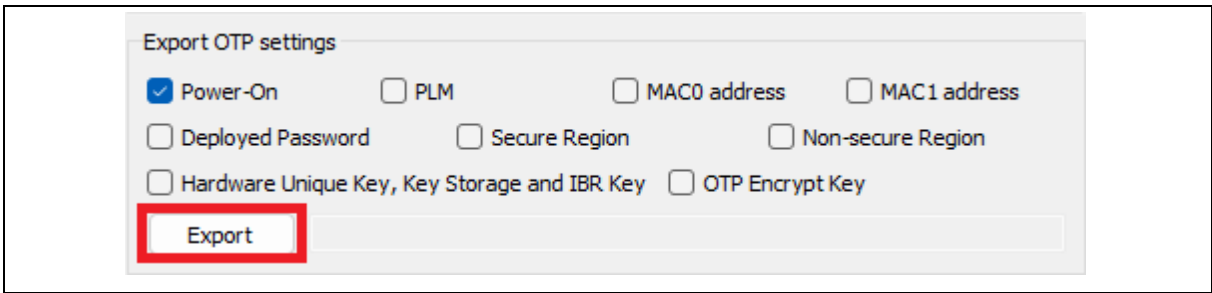 Export OTP settings
Power-On PLM MAC0 address MAC1 address
Deployed Password Secure Region Non-secure Region
Hardware Unique Key, Key Storage and IBR Key OTP Encrypt Key
Export